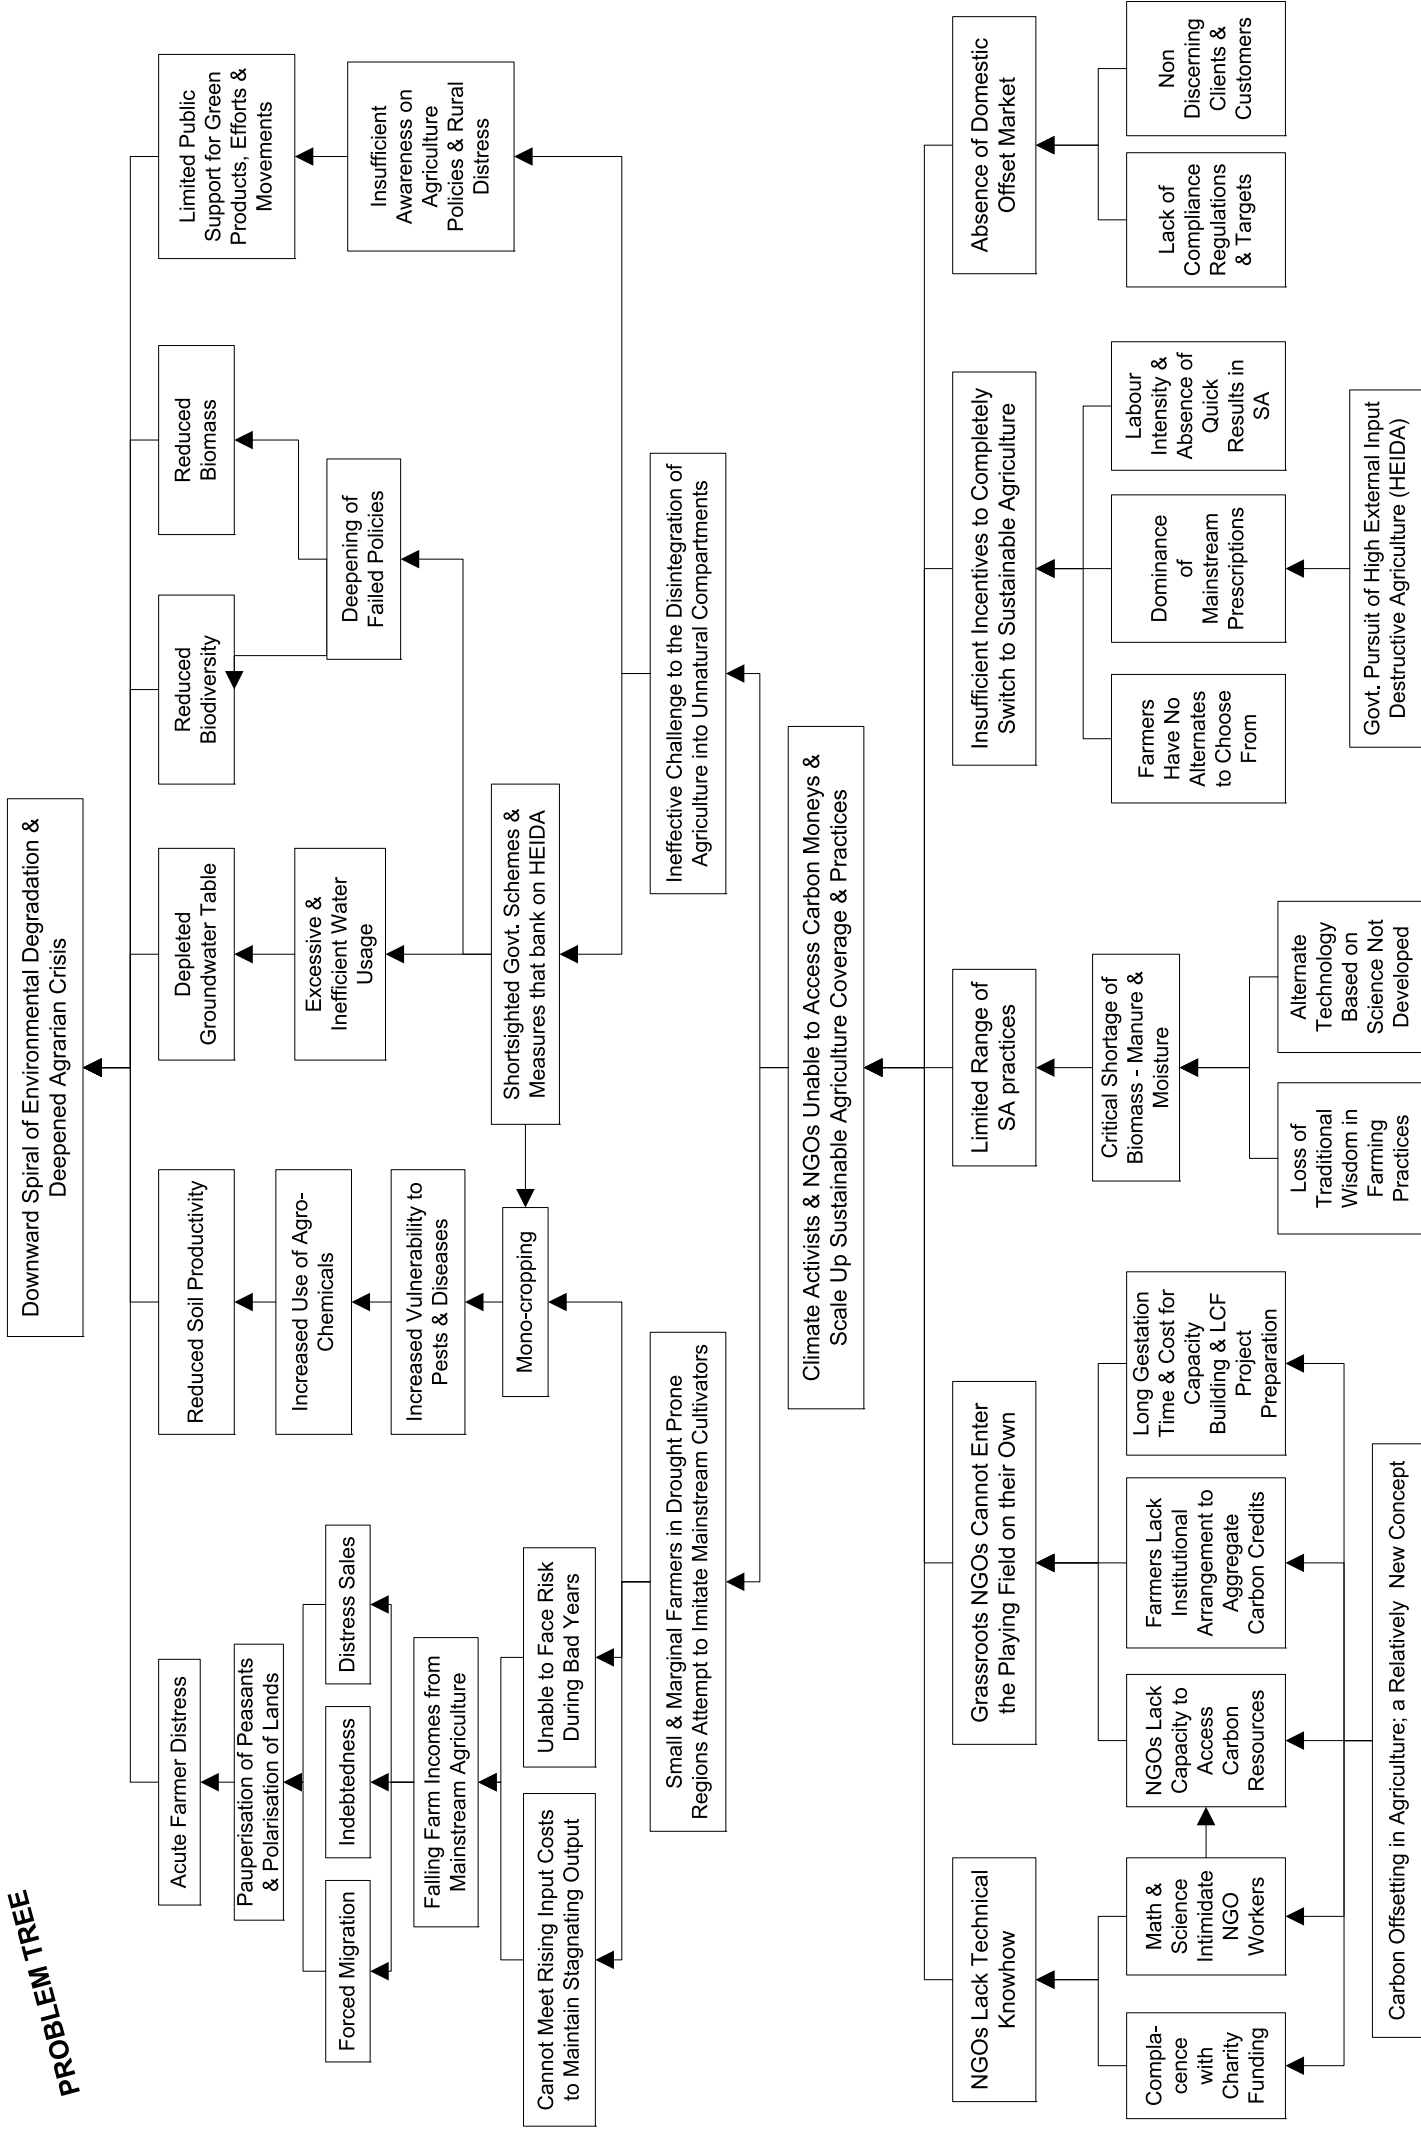 PROBLEM TREE
Downward Spiral of Environmental Degradation &
Deepened Agrarian Crisis
Acute Farmer Distress
Reduced Soil Productivity
Depleted
Groundwater Table
Reduced
Biodiversity
Reduced
Biomass
Limited Public
Support for Green
Products, Efforts &
Movements
Pauperisation of Peasants
& Polarisation of Lands
Increased Use of Agro-
Chemicals
Excessive &
Inefficient Water
Usage
Deepening of
Failed Policies
Insufficient
Awareness on
Agriculture
Policies & Rural
Distress
Forced Migration
Indebtedness
Distress Sales
Increased Vulnerability to
Pests & Diseases
Falling Farm Incomes from
Mainstream Agriculture
Mono-cropping
Shortsighted Govt. Schemes &
Measures that bank on HEIDA
Cannot Meet Rising Input Costs
to Maintain Stagnating Output
Unable to Face Risk
During Bad Years
Small & Marginal Farmers in Drought Prone
Regions Attempt to Imitate Mainstream Cultivators
Ineffective Challenge to the Disintegration of
Agriculture into Unnatural Compartments
Climate Activists & NGOs Unable to Access Carbon Moneys &
Scale Up Sustainable Agriculture Coverage & Practices
NGOs Lack Technical
Knowhow
Grassroots NGOs Cannot Enter
the Playing Field on their Own
Limited Range of
SA practices
Insufficient Incentives to Completely
Switch to Sustainable Agriculture
Absence of Domestic
Offset Market
Compla-
cence
with
Charity
Funding
Math &
Science
Intimidate
NGO
Workers
NGOs Lack
Capacity to
Access
Carbon
Resources
Farmers Lack
Institutional
Arrangement to
Aggregate
Carbon Credits
Long Gestation
Time & Cost for
Capacity
Building & LCF
Project
Preparation
Critical Shortage of
Biomass - Manure &
Moisture
Farmers
Have No
Alternates
to Choose
From
Dominance
of
Mainstream
Prescriptions
Labour
Intensity &
Absence of
Quick
Results in
SA
Lack of
Compliance
Regulations
& Targets
Non
Discerning
Clients &
Customers
Loss of
Traditional
Wisdom in
Farming
Practices
Alternate
Technology
Based on
Science Not
Developed
Carbon Offsetting in Agriculture; a Relatively New Concept
Govt. Pursuit of High External Input
Destructive Agriculture (HEIDA)